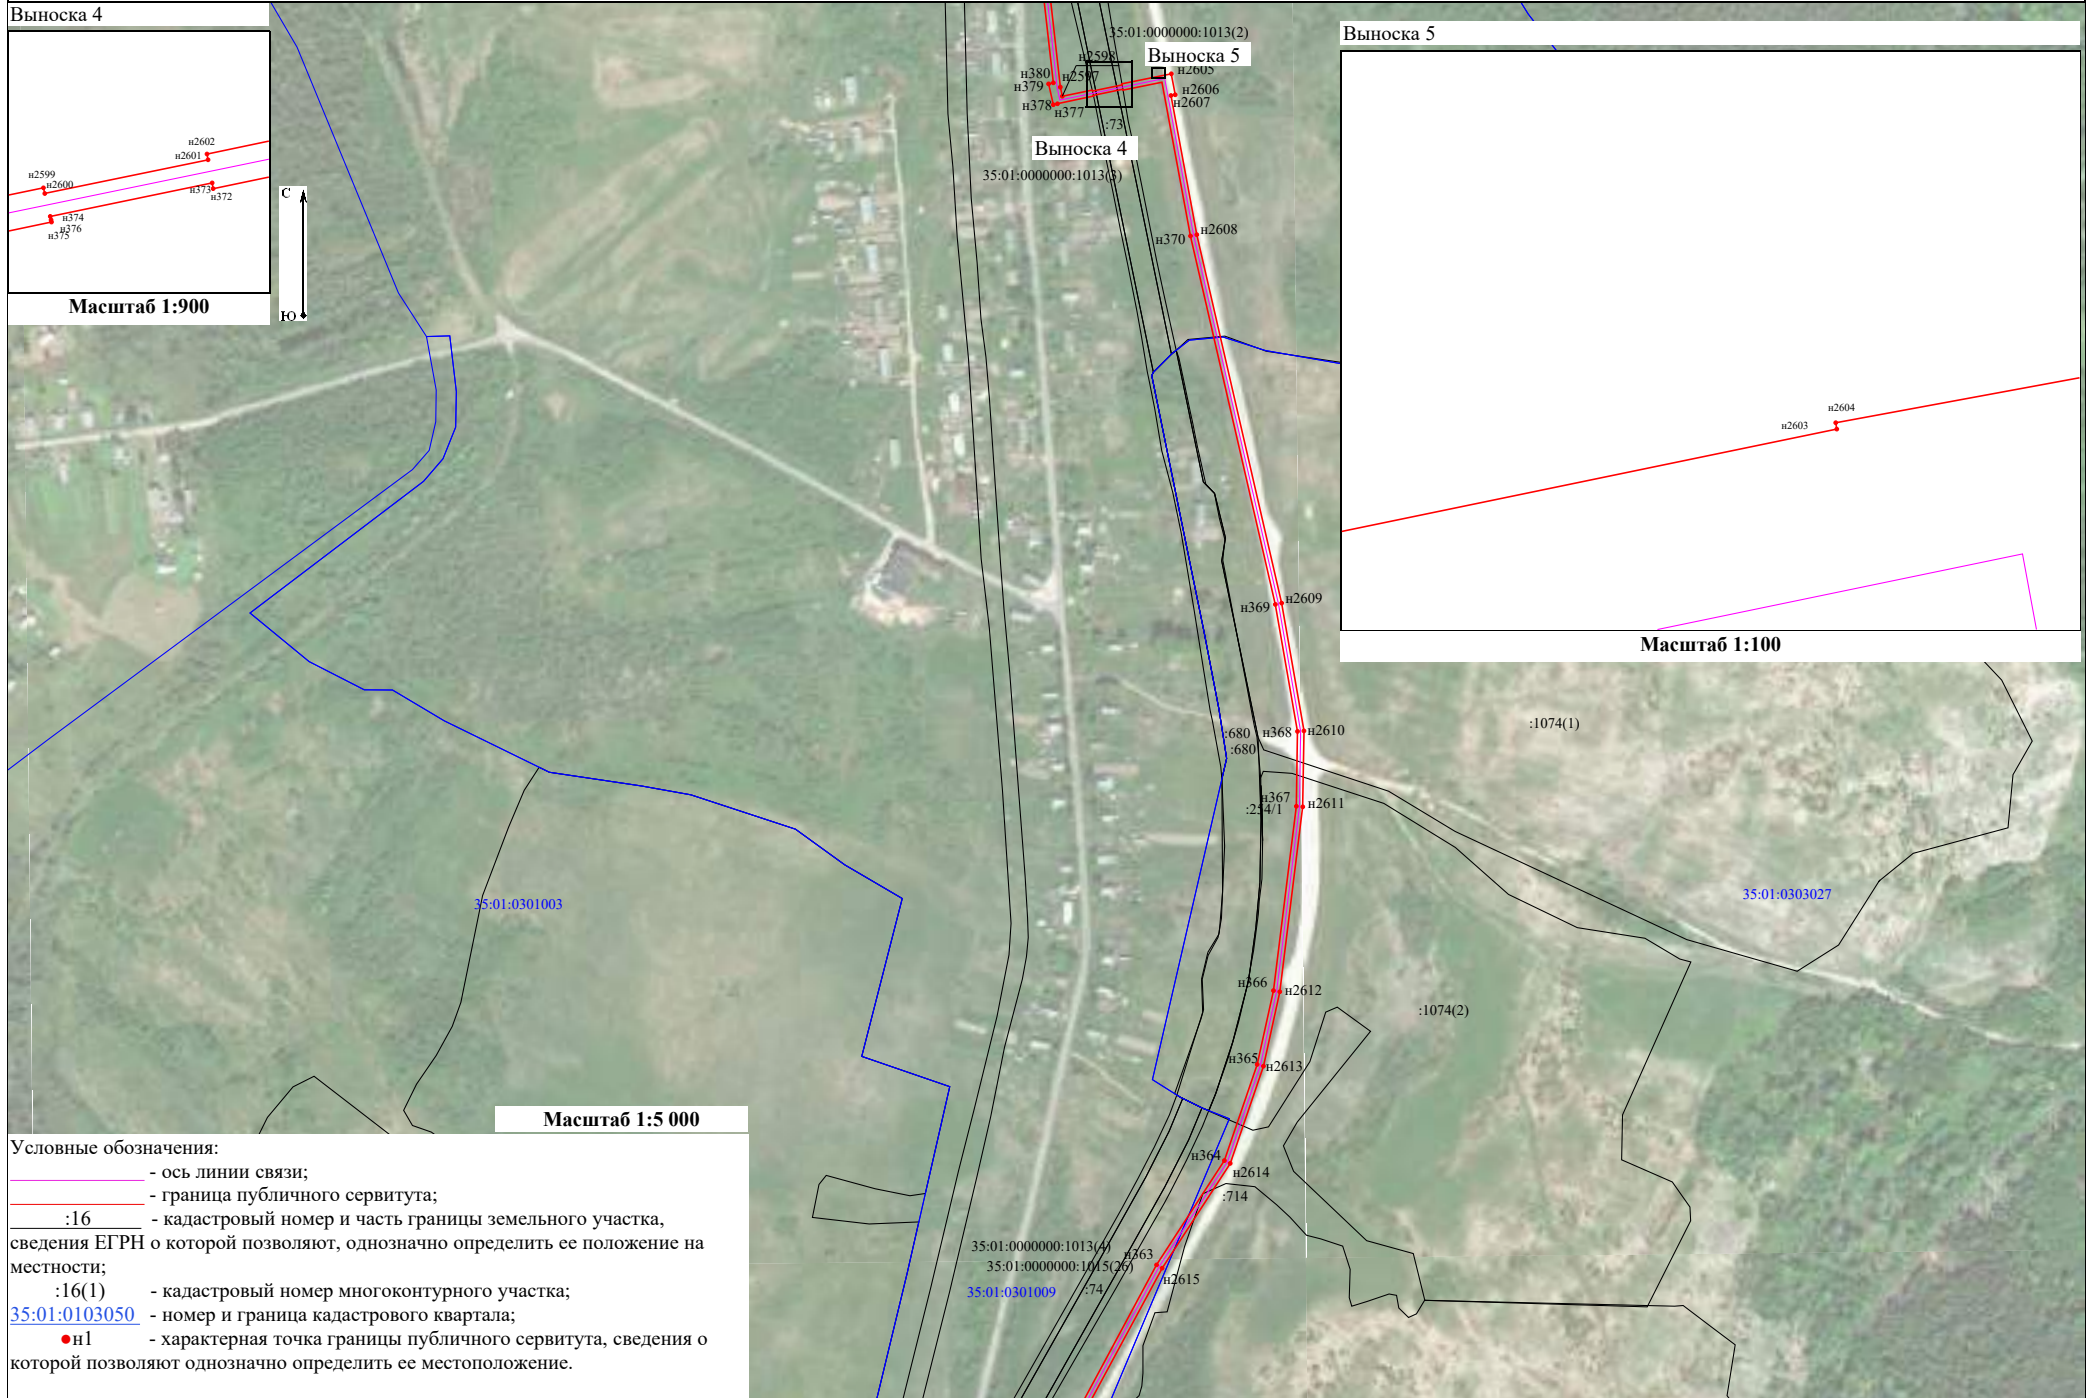 Выноска 4
н2602
н2601
н2599
н2600
н373
н372
н374
н376
н375
Масштаб 1:900
С
Ю
35:01:0000000:1013(2)
Выноска 5
н2598
н2605
н380
н2597
н379
н2606
н2607
н378
н377
:73
Выноска 4
35:01:0000000:1013(3)
н370
н2608
Выноска 5
н2604
н2603
Масштаб 1:100
н369
н2609
:680
н368
н2610
:680
:1074(1)
н367
н2611
:254/1
35:01:0301003
35:01:0303027
н366
н2612
:1074(2)
н365
н2613
Масштаб 1:5 000
н364
н2614
:714
35:01:0000000:1013(4)
н363
35:01:0000000:1015(26)
н2615
35:01:0301009
:74
Условные обозначения:
- ось линии связи;
- граница публичного сервитута;
:16 - кадастровый номер и часть границы земельного участка,
сведения ЕГРН о которой позволяют, однозначно определить ее положение на
местности;
:16(1) - кадастровый номер многоконтурного участка;
35:01:0103050 - номер и граница кадастрового квартала;
н1 - характерная точка границы публичного сервитута, сведения о
которой позволяют однозначно определить ее местоположение.